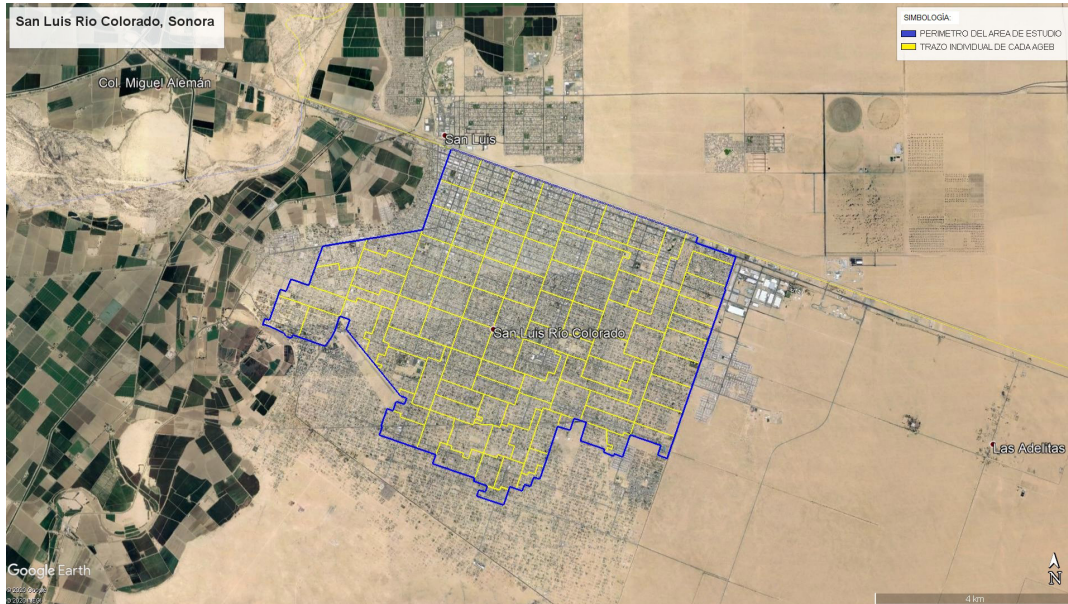 San Luis Rio Colorado, Sonora
SIMBOLOGÍA:
PERIMETRO DEL AREA DE ESTUDIO
TRAZO INDIVIDUAL DE CADA AGEB
Col. Miguel Alemán
San Luis
San Luis Río Colorado
Las Adelitas
Google Earth
N
4 km